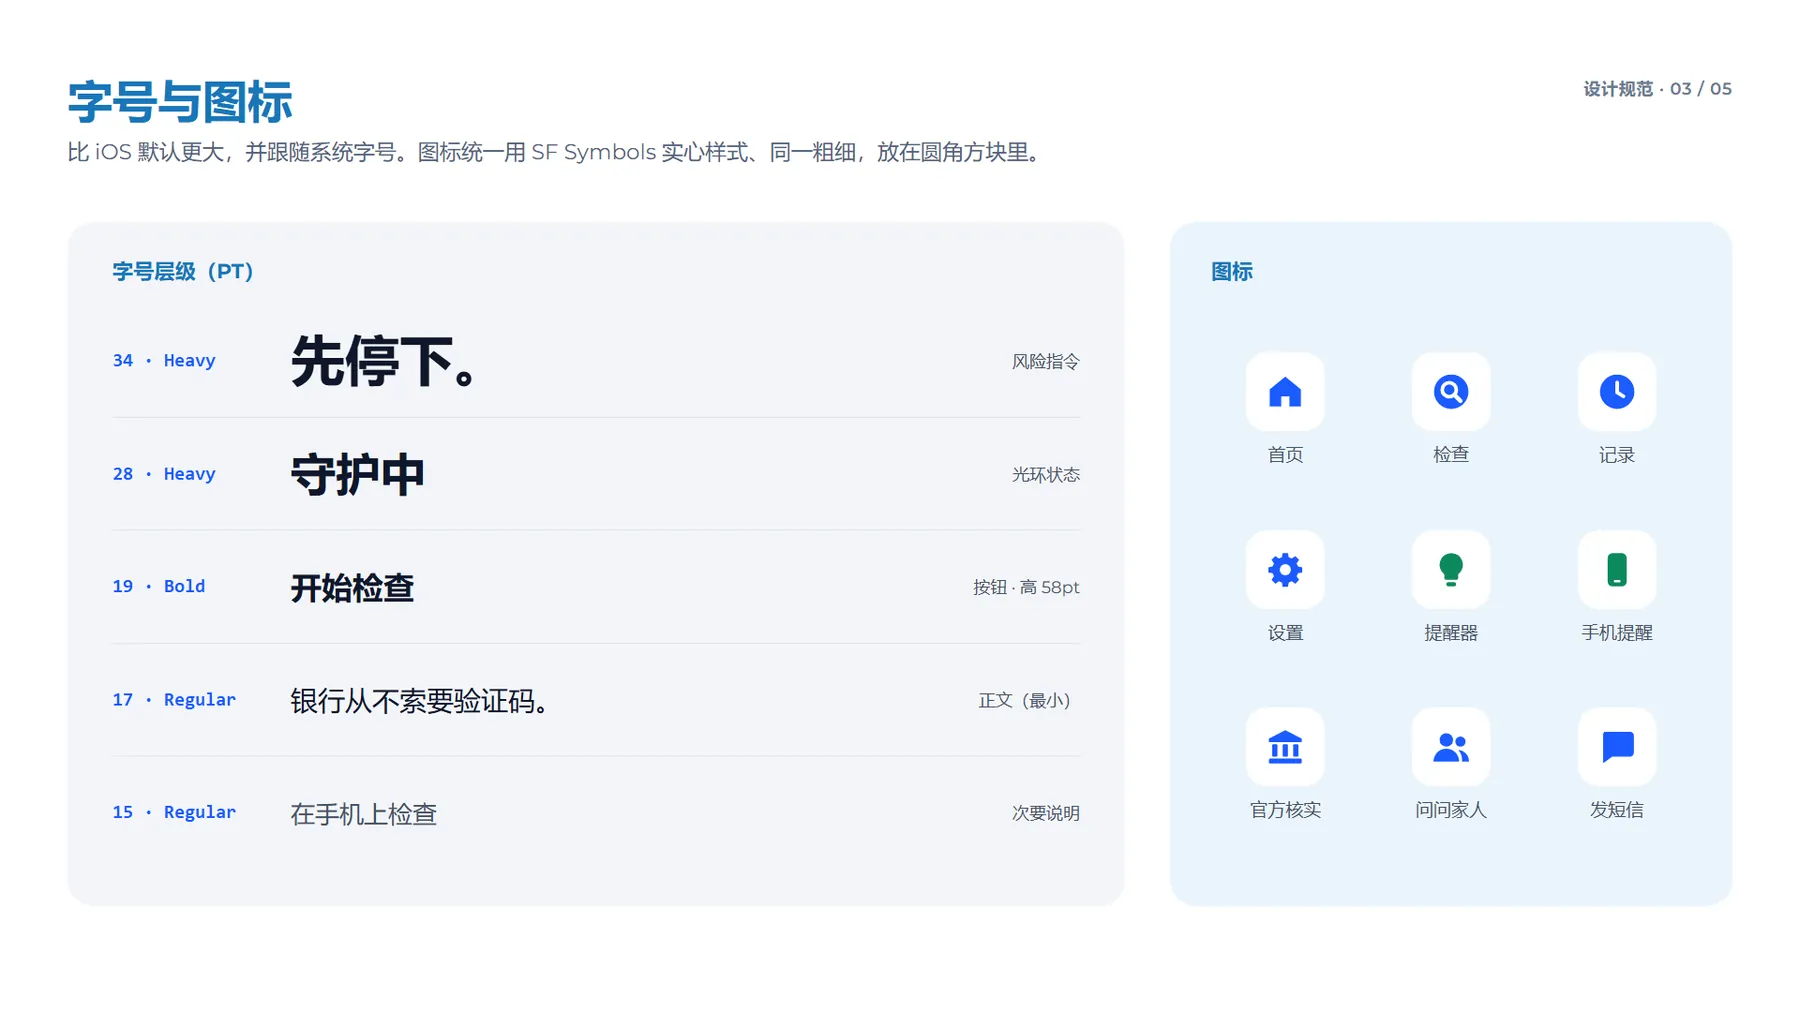 字号与图标
设计规范 · 03 / 05
比 iOS 默认更大，并跟随系统字号。图标统一用 SF Symbols 实心样式、同一粗细，放在圆角方块里。
字号层级（PT）
34 · Heavy
先停下。
风险指令
28 · Heavy
守护中
光环状态
19 · Bold
开始检查
按钮 · 高 58pt
17 · Regular
银行从不索要验证码。
正文（最小）
15 · Regular
在手机上检查
次要说明
图标
首页
检查
记录
设置
提醒器
手机提醒
官方核实
问问家人
发短信